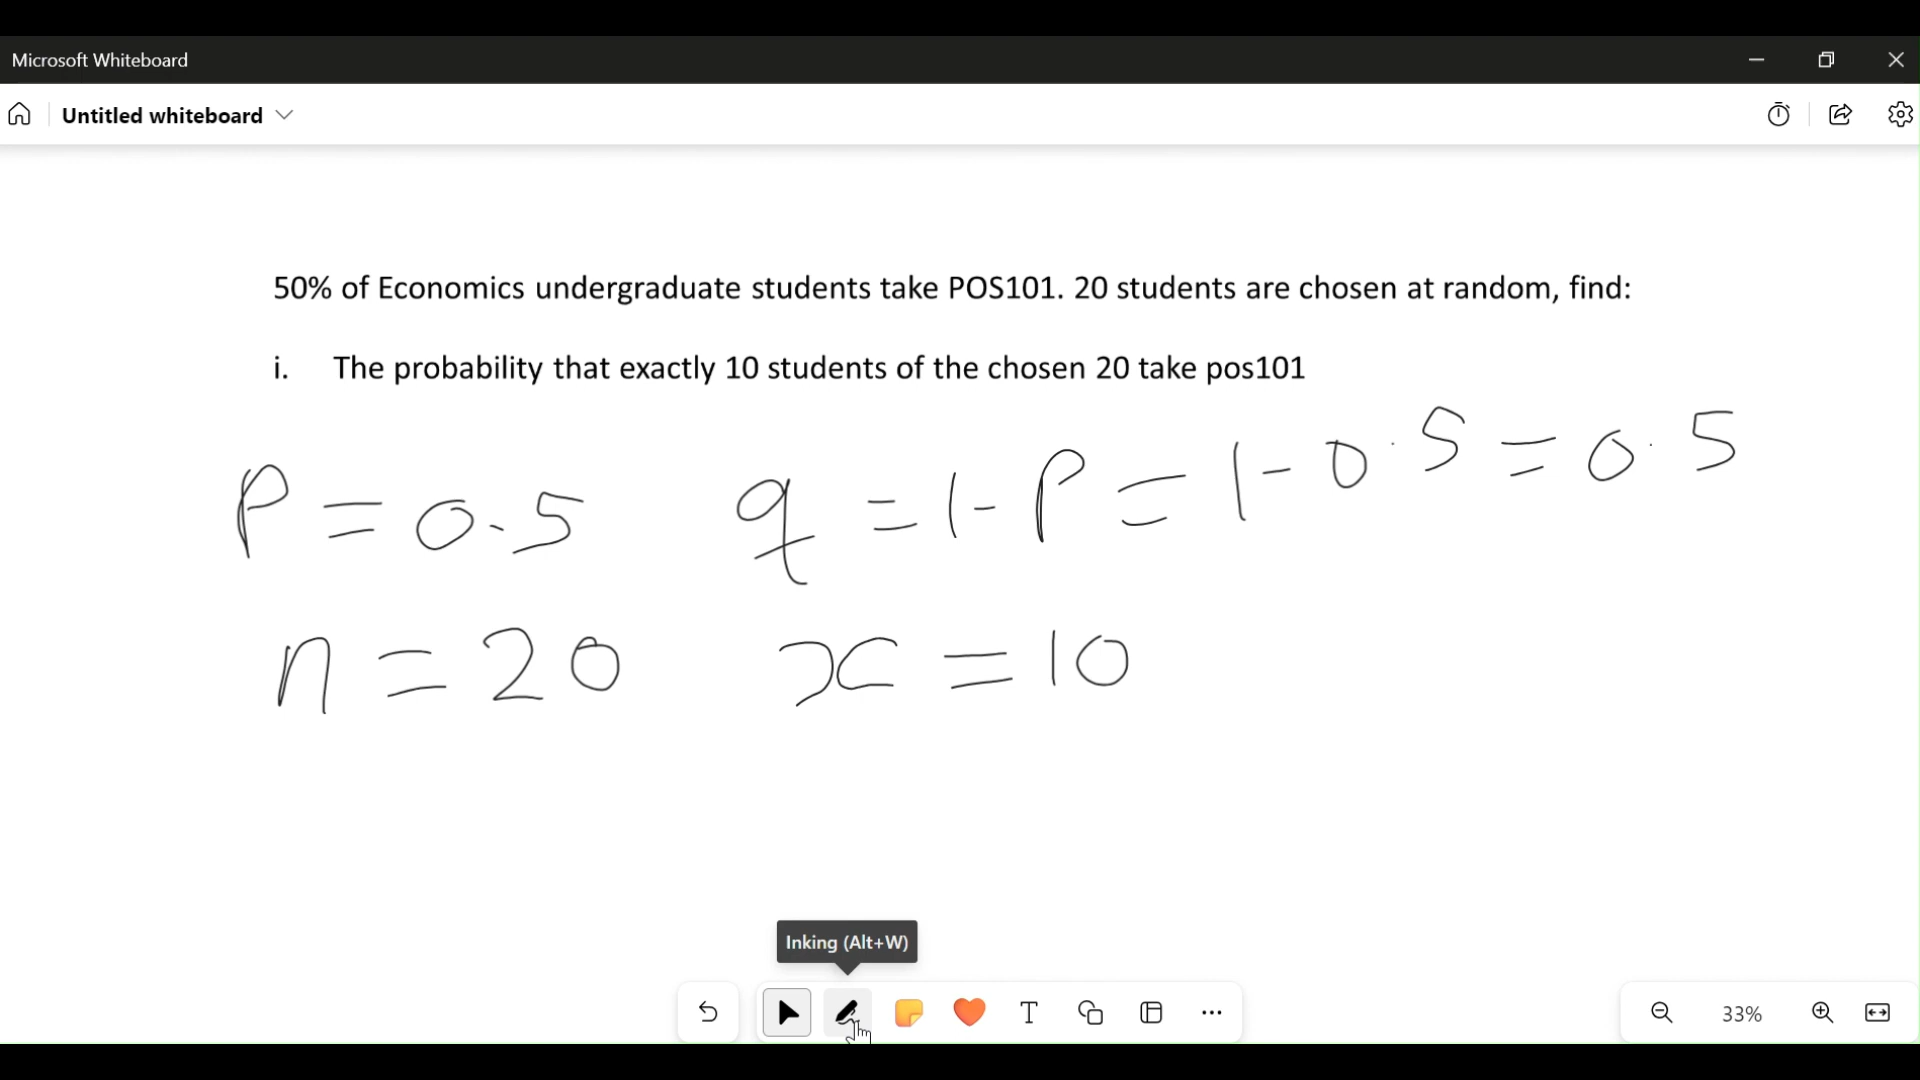 Microsoft Whiteboard
Untitled whiteboard
50% of Economics undergraduate students take POS101. 20 students are chosen at random, find:
i. The probability that exactly 10 students of the chosen 20 take pos101
P = 0.5 q = 1 - P = 1 - 0.5 = 0.5
n = 20 x = 10
Inking (Alt+W)
T
33%